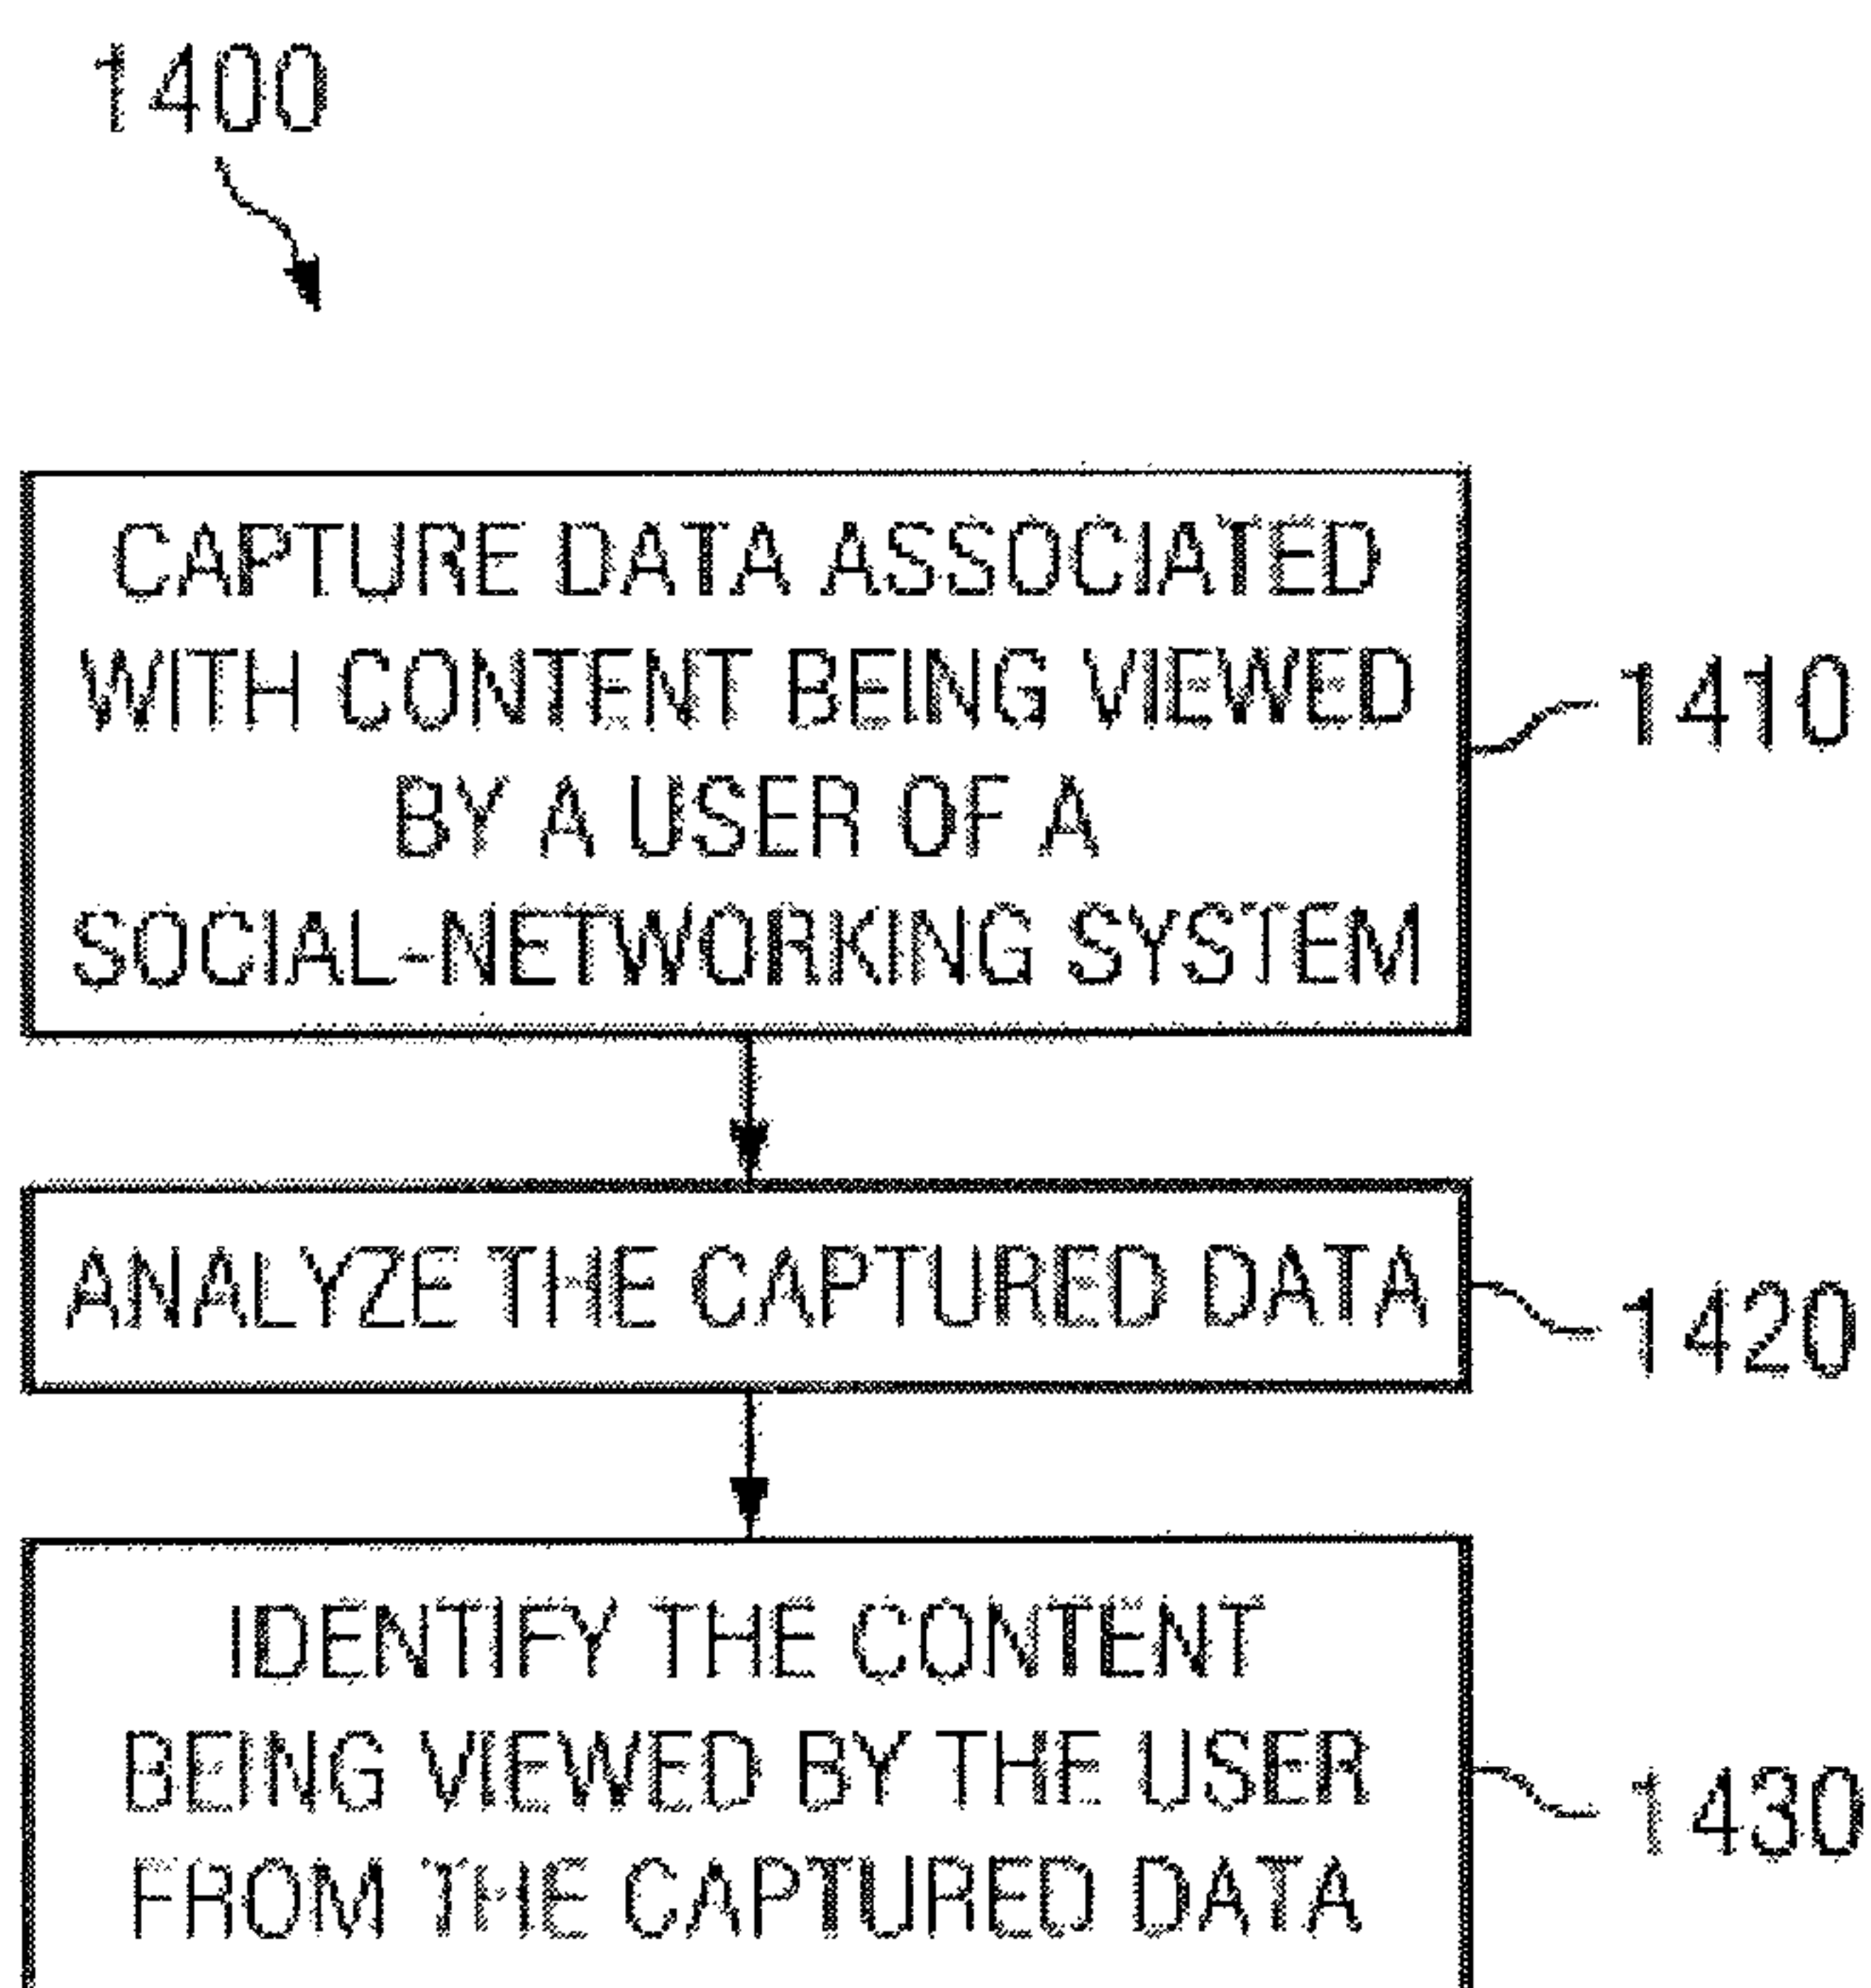 1400
CAPTURE DATA ASSOCIATED
WITH CONTENT BEING VIEWED
BY A USER OF A
SOCIAL-NETWORKING SYSTEM
1410
ANALYZE THE CAPTURED DATA
1420
IDENTIFY THE CONTENT
BEING VIEWED BY THE USER
FROM THE CAPTURED DATA
1430